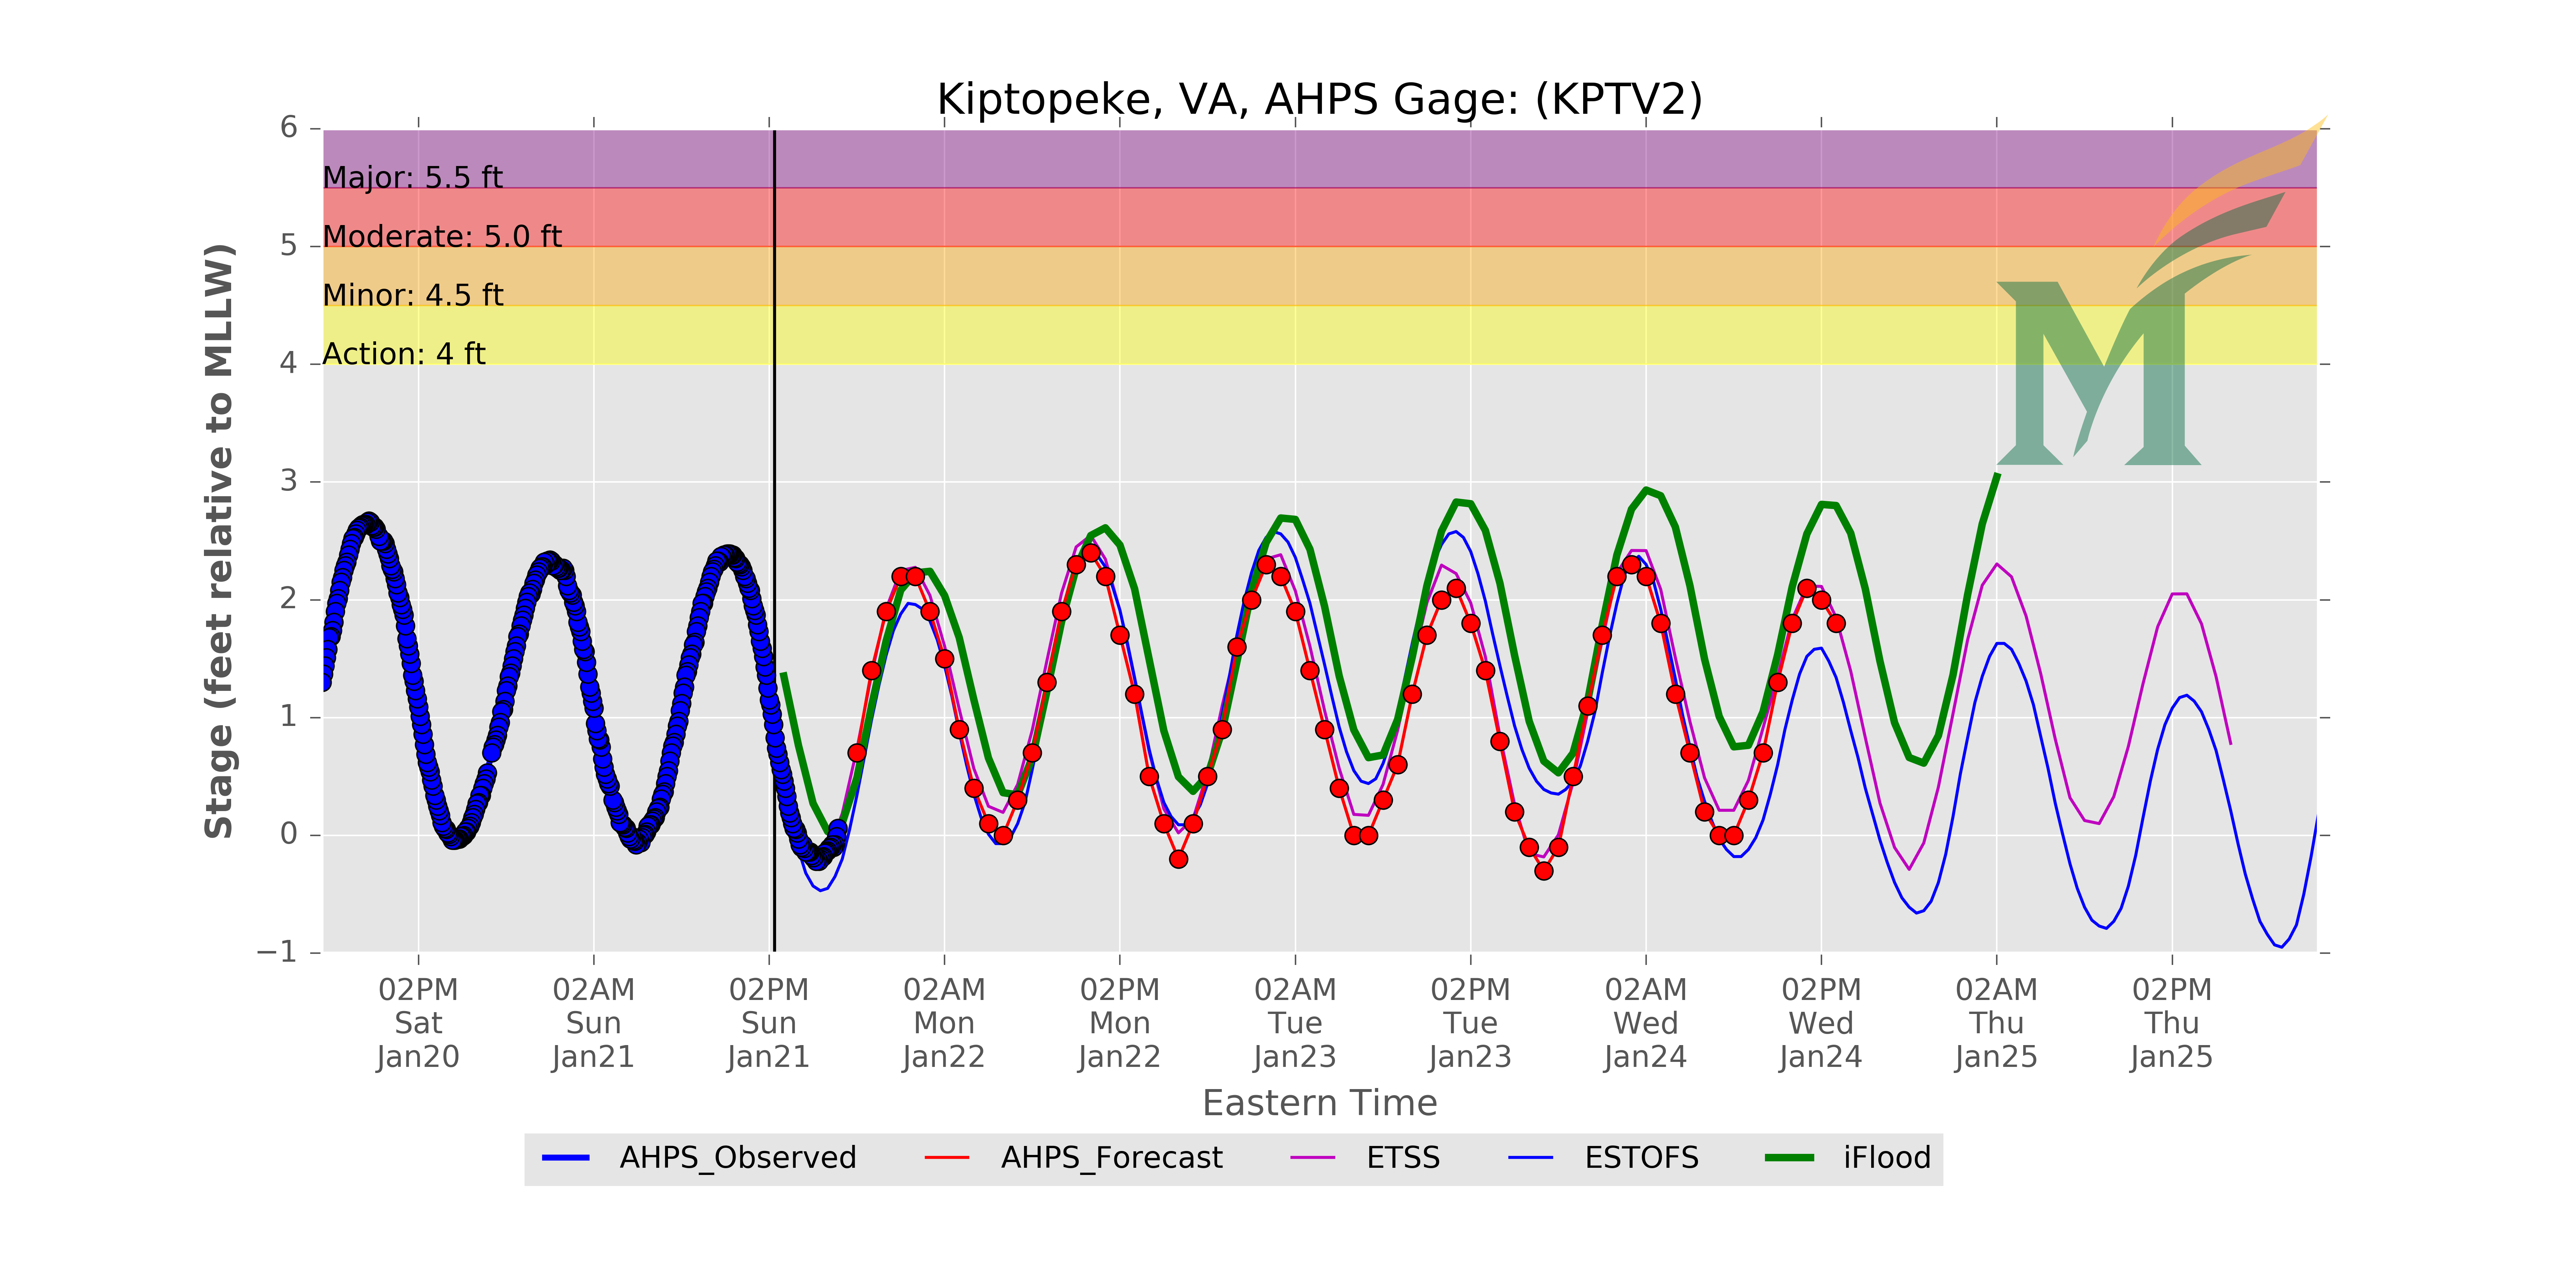 Kiptopeke, VA, AHPS Gage: (KPTV2)
Stage (feet relative to MLLW)
6
5
4
3
2
1
0
−1
Major: 5.5 ft
Moderate: 5.0 ft
Minor: 4.5 ft
Action: 4 ft
02PM
Sat
Jan20
02AM
Sun
Jan21
02PM
Sun
Jan21
02AM
Mon
Jan22
02PM
Mon
Jan22
02AM
Tue
Jan23
02PM
Tue
Jan23
02AM
Wed
Jan24
02PM
Wed
Jan24
02AM
Thu
Jan25
02PM
Thu
Jan25
Eastern Time
AHPS_Observed
AHPS_Forecast
ETSS
ESTOFS
iFlood
M